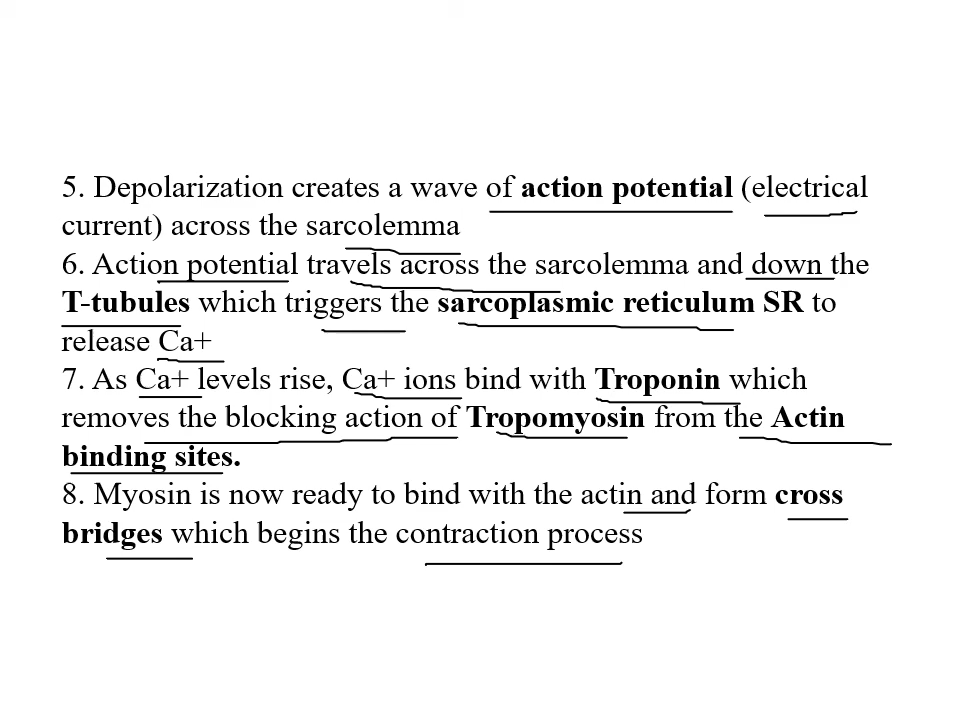 5. Depolarization creates a wave of action potential (electrical
current) across the sarcolemma
6. Action potential travels across the sarcolemma and down the
T-tubules which triggers the sarcoplasmic reticulum SR to
release Ca+
7. As Ca+ levels rise, Ca+ ions bind with Troponin which
removes the blocking action of Tropomyosin from the Actin
binding sites.
8. Myosin is now ready to bind with the actin and form cross
bridges which begins the contraction process